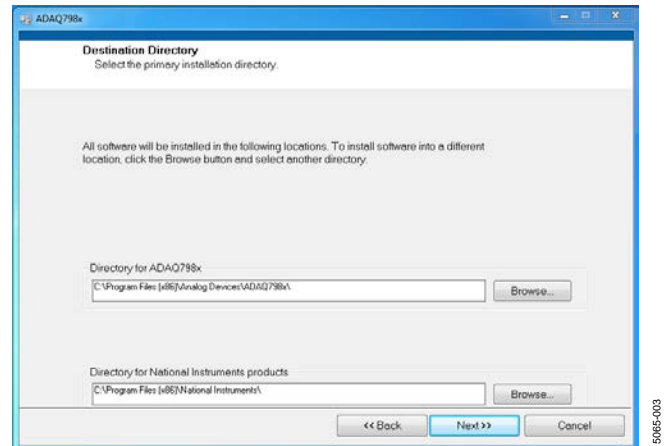 ADAQ798x
Destination Directory
Select the primary installation directory.
All software will be installed in the following locations. To install software into a different
location, click the Browse button and select another directory.
Directory for ADAQ798x
C:\Program Files (x86)\Analog Devices\ADAQ798x\
Browse...
Directory for National Instruments products
C:\Program Files (x86)\National Instruments\
Browse...
<< Back
Next >>
Cancel
065-003